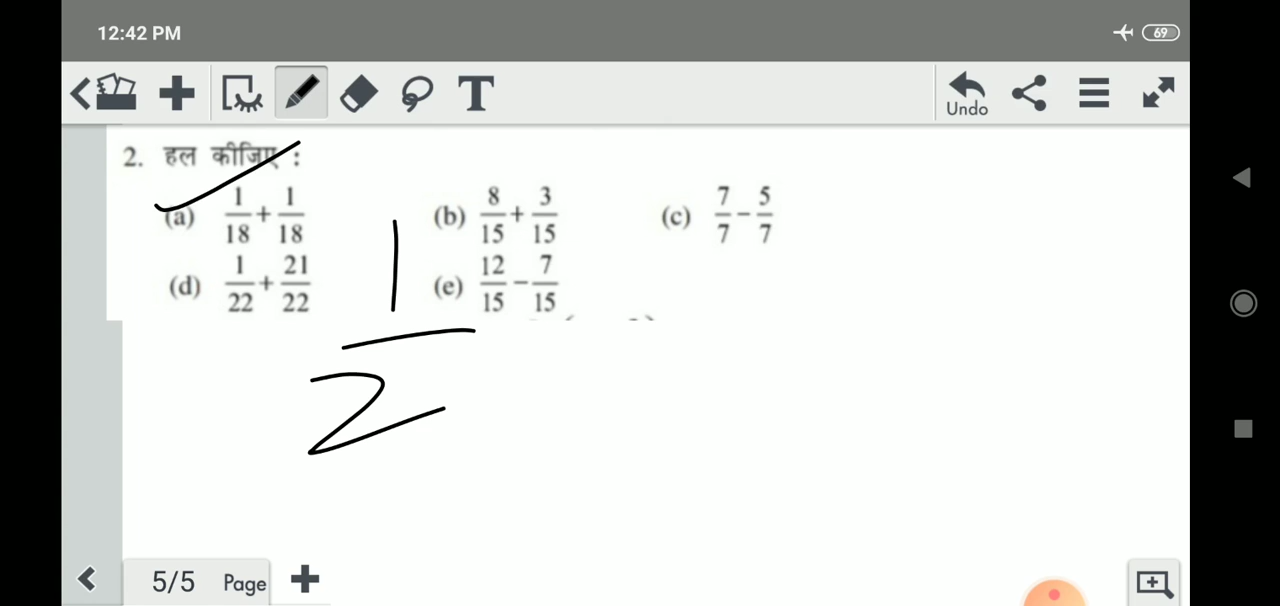 12:42 PM
69
T
Undo
2. हल कीजिए :
(a) 1/18 + 1/18 (b) 8/15 + 3/15 (c) 7/7 − 5/7
(d) 1/22 + 21/22 (e) 12/15 − 7/15
1/2
5/5 Page